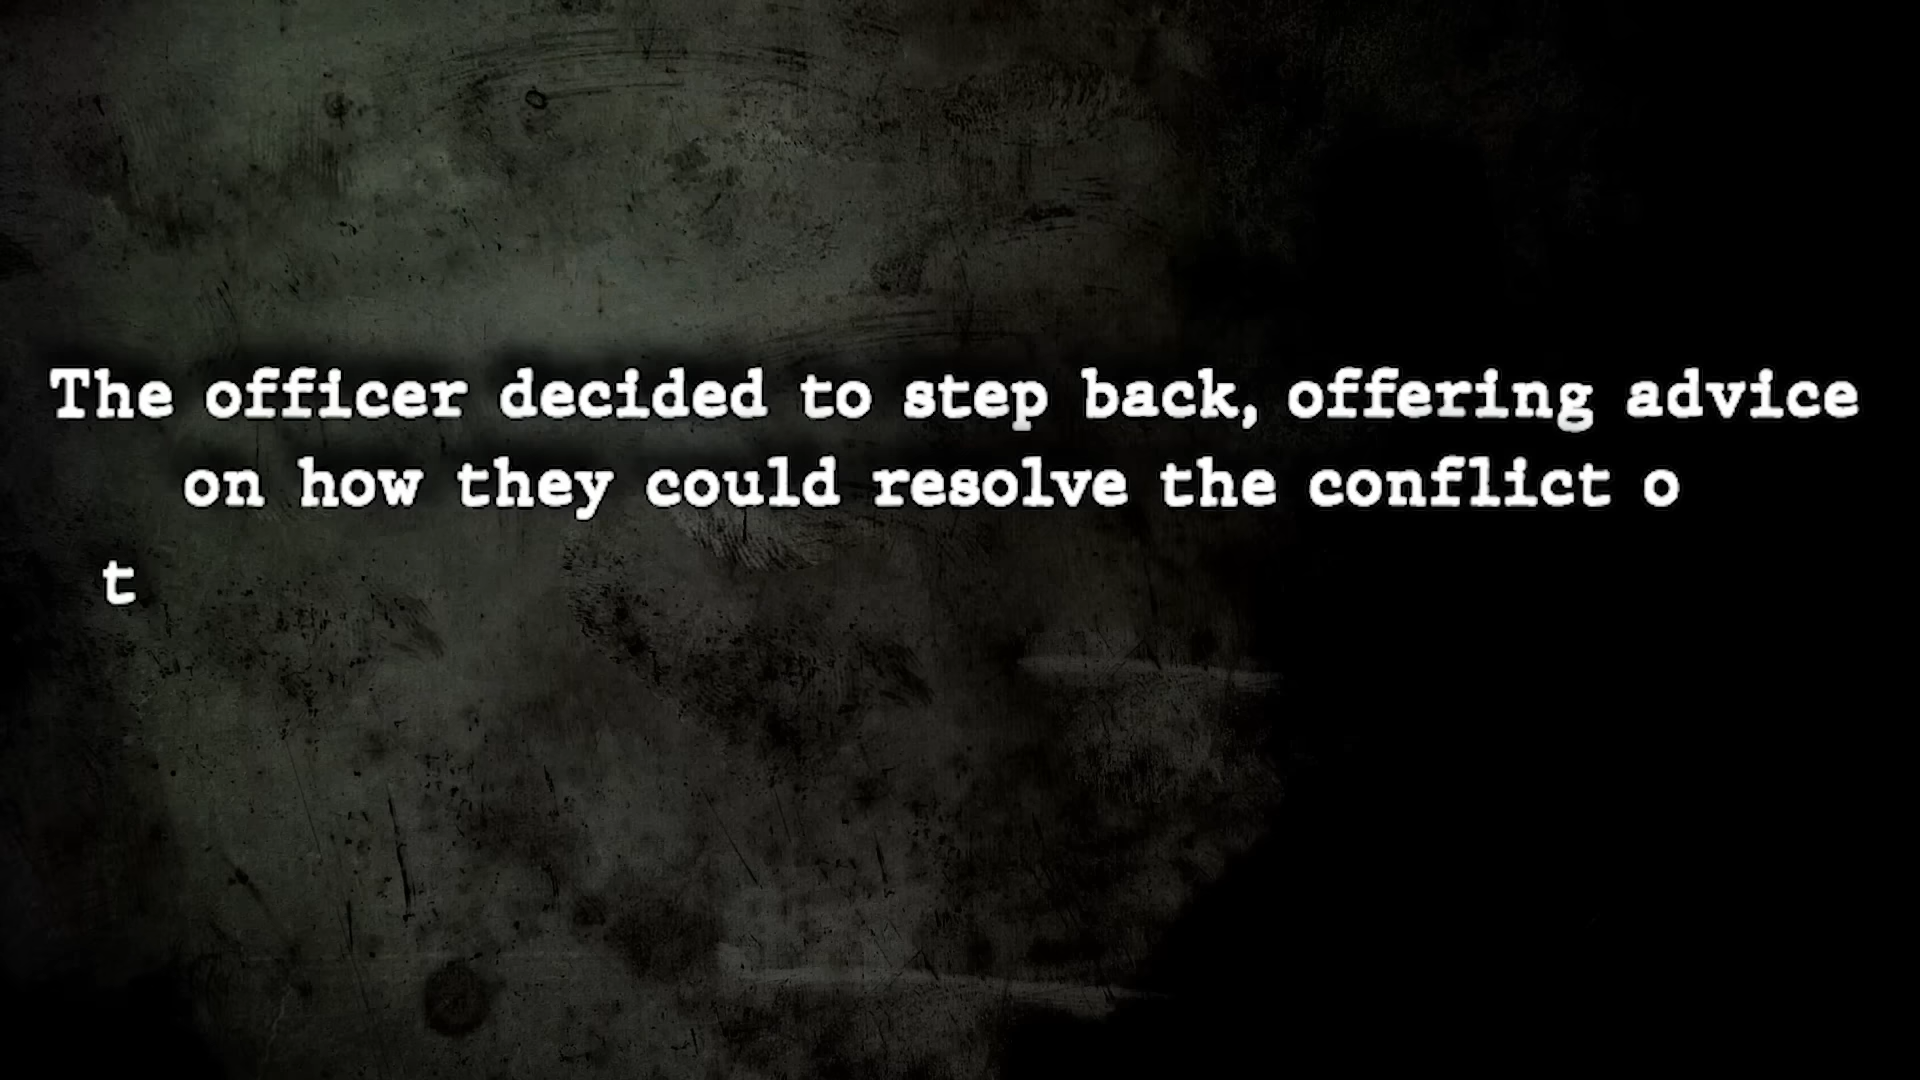 The officer decided to step back, offering advice
on how they could resolve the conflict o
t